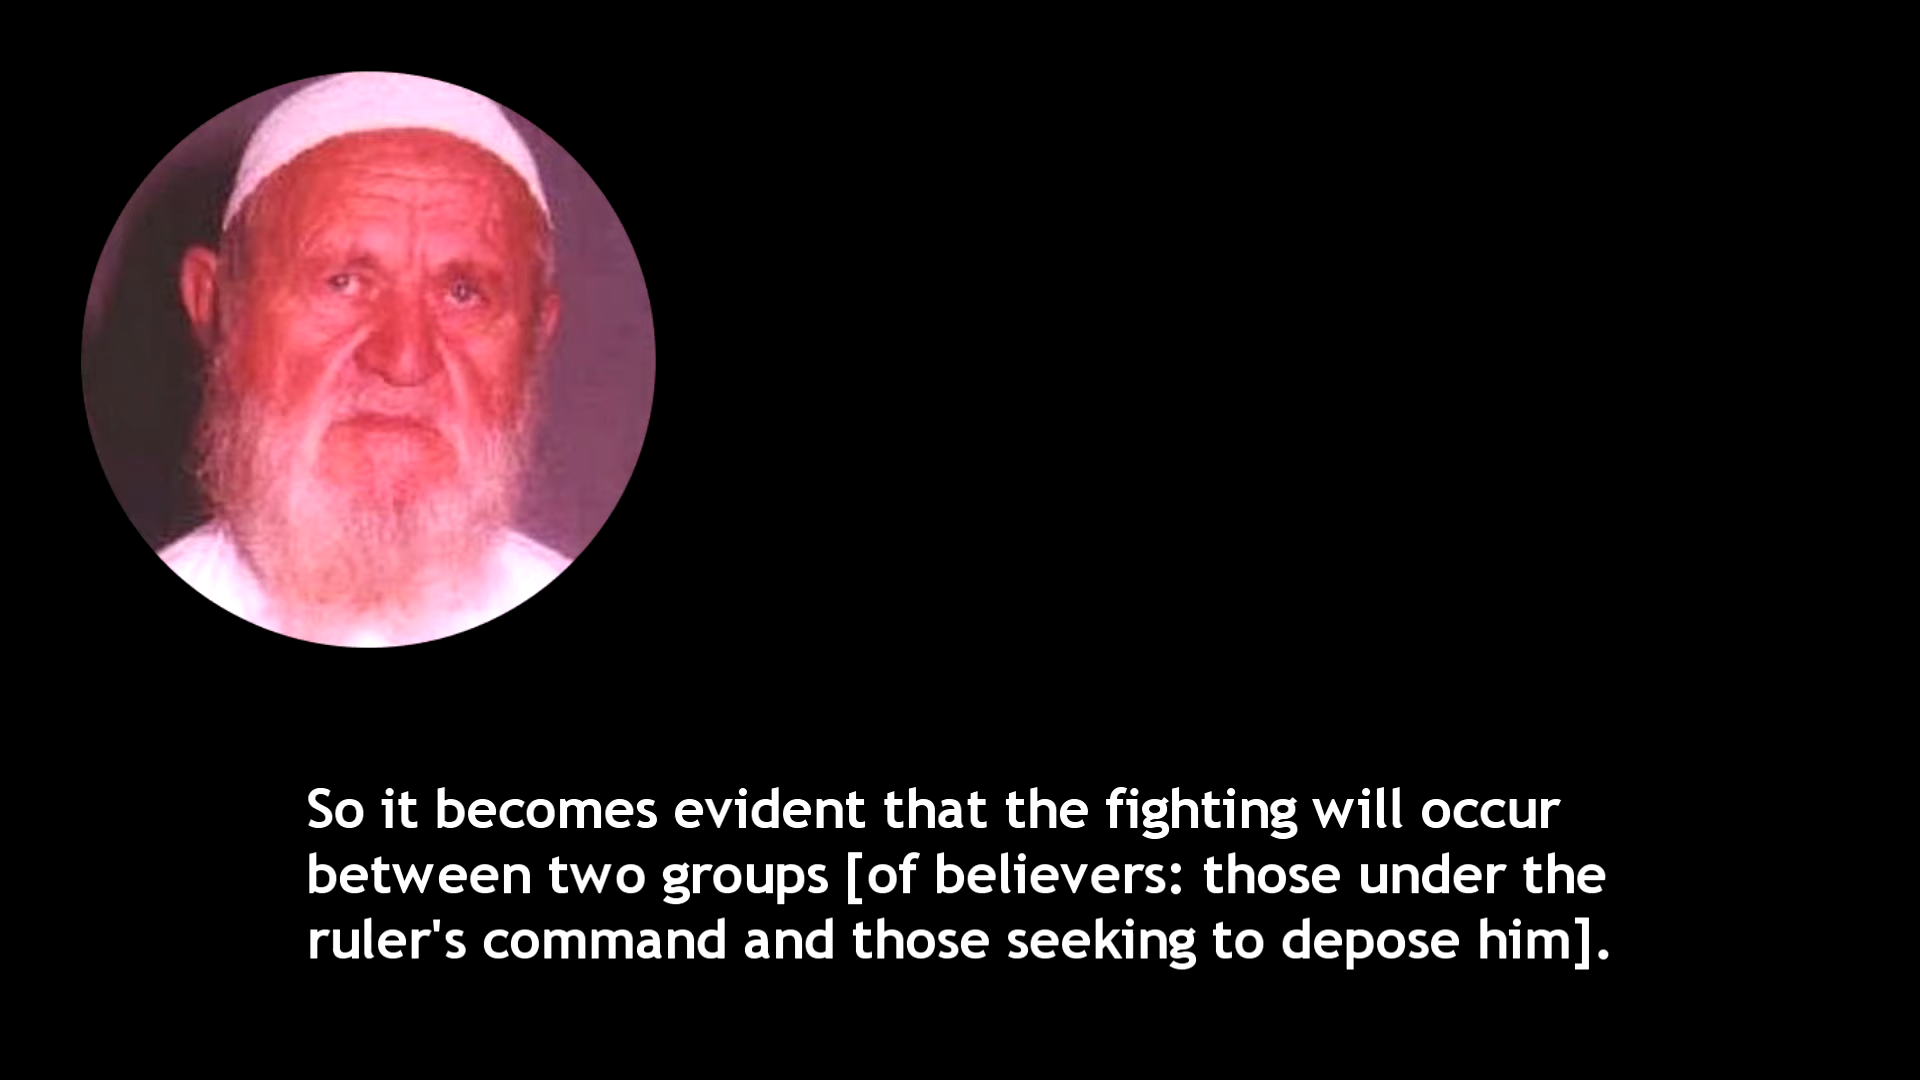 So it becomes evident that the fighting will occur
between two groups [of believers: those under the
ruler's command and those seeking to depose him].